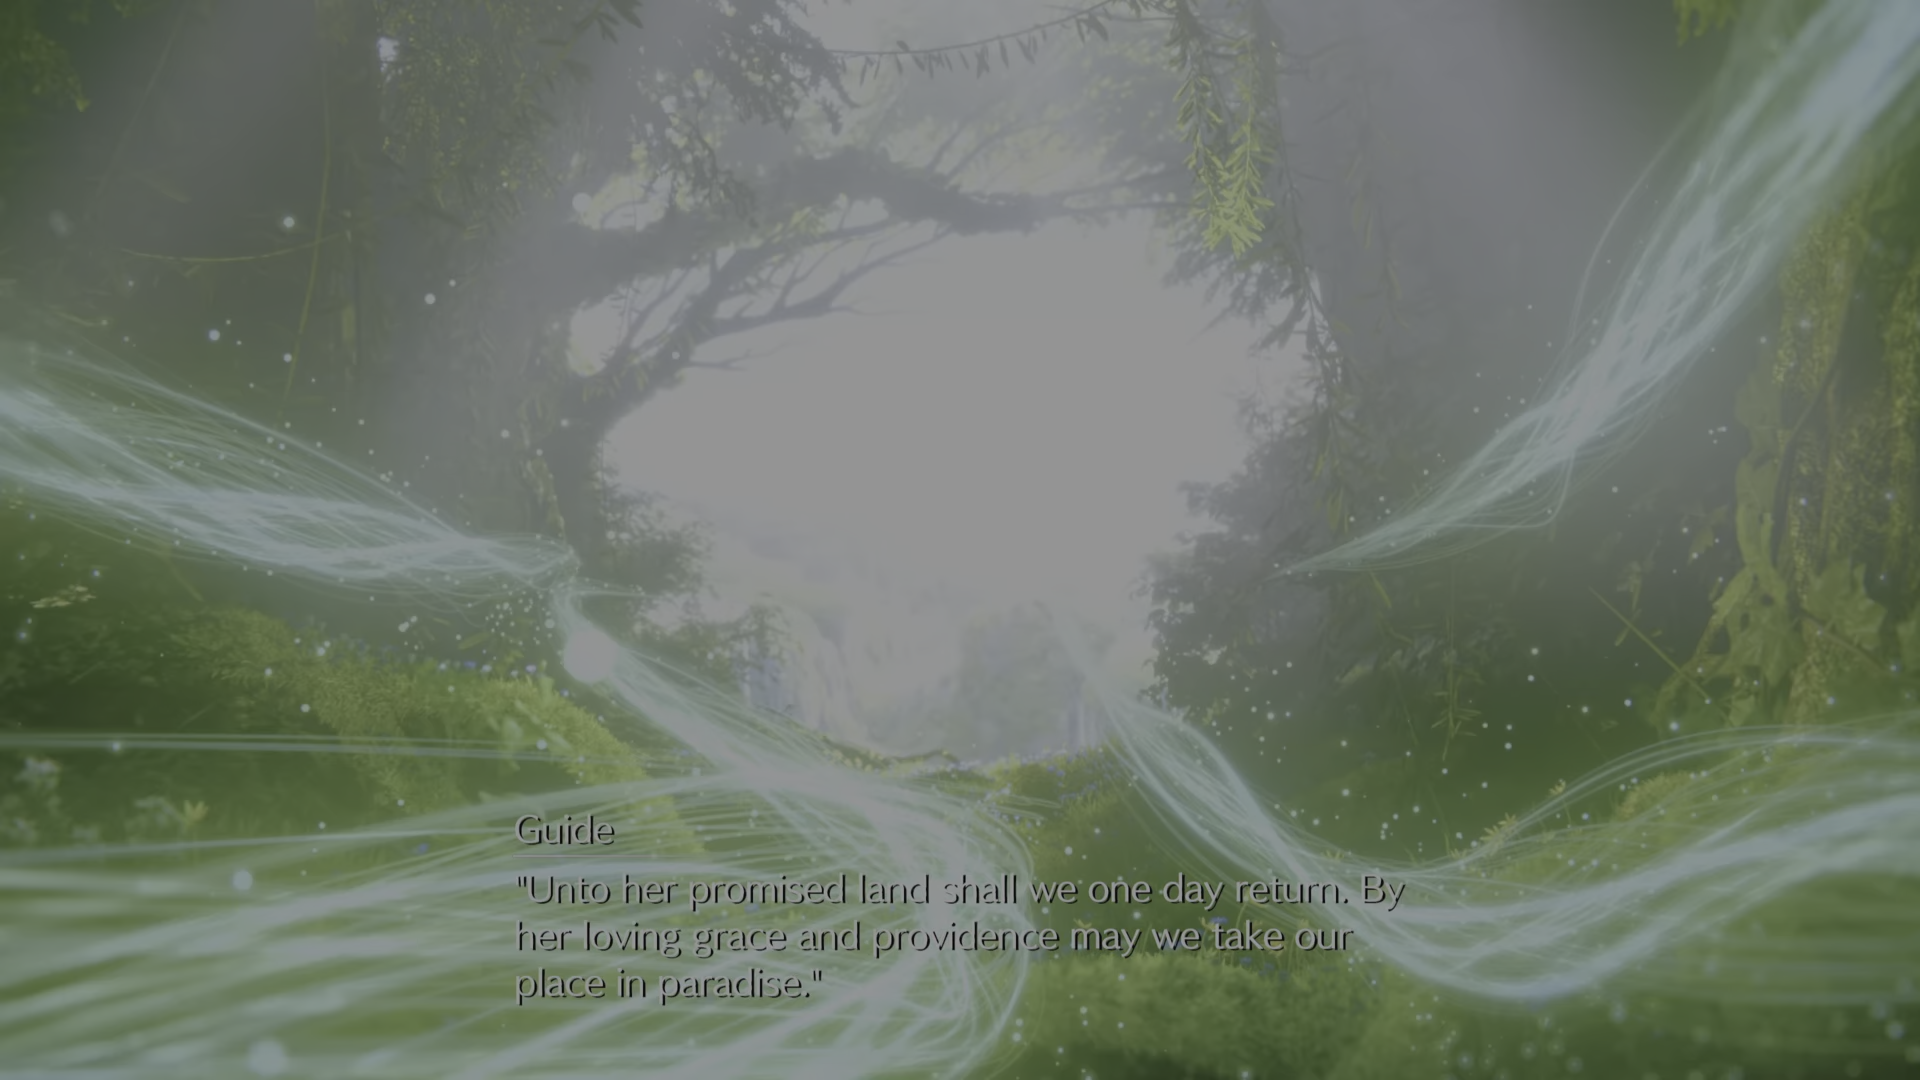 Guide
"Unto her promised land shall we one day return. By
her loving grace and providence may we take our
place in paradise."